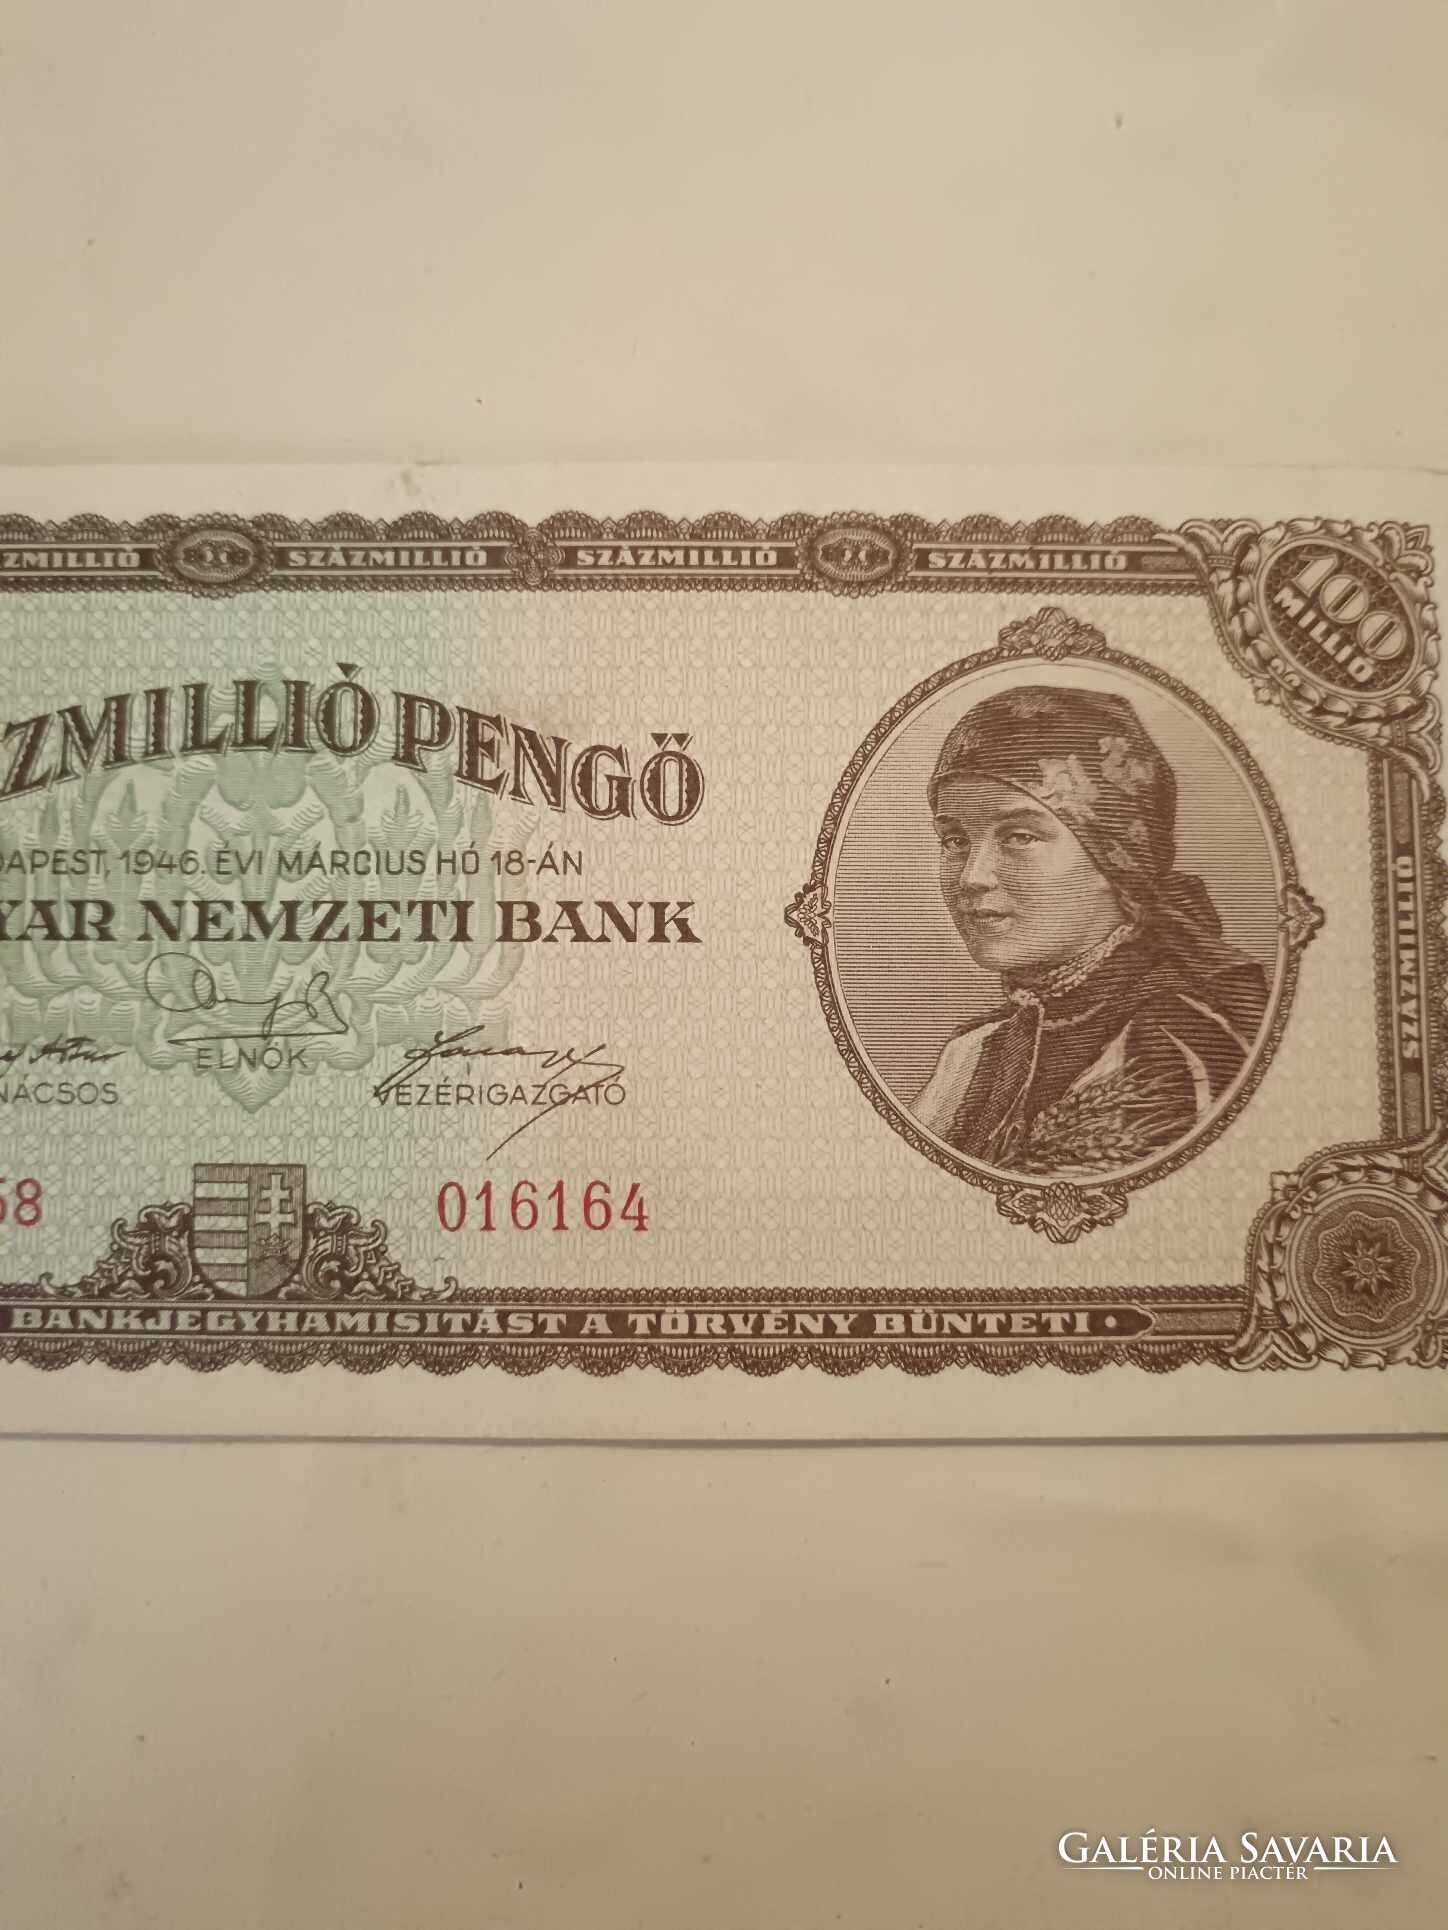 ZMILLIÓ SZÁZMILLIÓ SZÁZMILLIÓ SZÁZMILLIÓ
100
MILLIÓ
ZMILLIÓ PENGŐ
DAPEST, 1946. ÉVI MÁRCIUS HÓ 18-ÁN
YAR NEMZETI BANK
ELNÖK
NÁCSOS VEZÉRIGAZGATÓ
SZÁZMILLIÓ
58 016164
BANKJEGYHAMISITÁST A TÖRVÉNY BÜNTETI •
GALÉRIA SAVARIA
ONLINE PIACTÉR